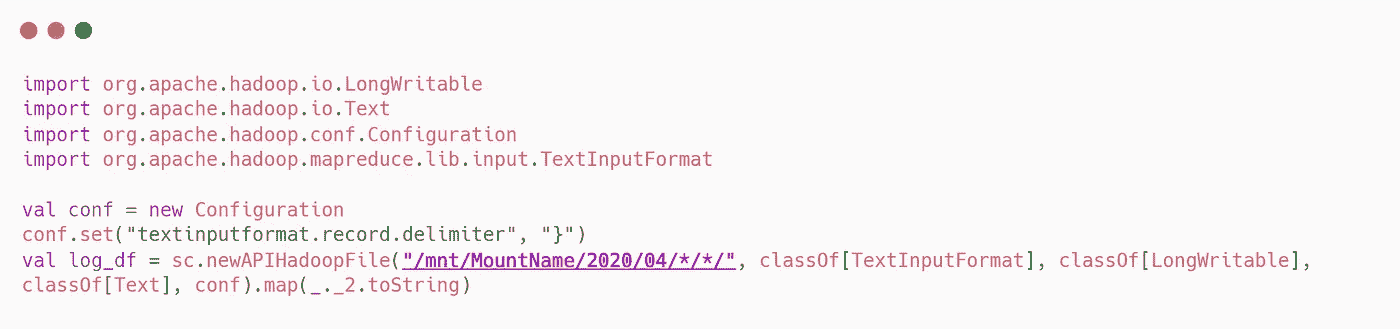 import org.apache.hadoop.io.LongWritable
import org.apache.hadoop.io.Text
import org.apache.hadoop.conf.Configuration
import org.apache.hadoop.mapreduce.lib.input.TextInputFormat
val conf = new Configuration
conf.set("textinputformat.record.delimiter", "}")
val log_df = sc.newAPIHadoopFile("/mnt/MountName/2020/04/*/*/", classOf[TextInputFormat], classOf[LongWritable],
classOf[Text], conf).map(_._2.toString)